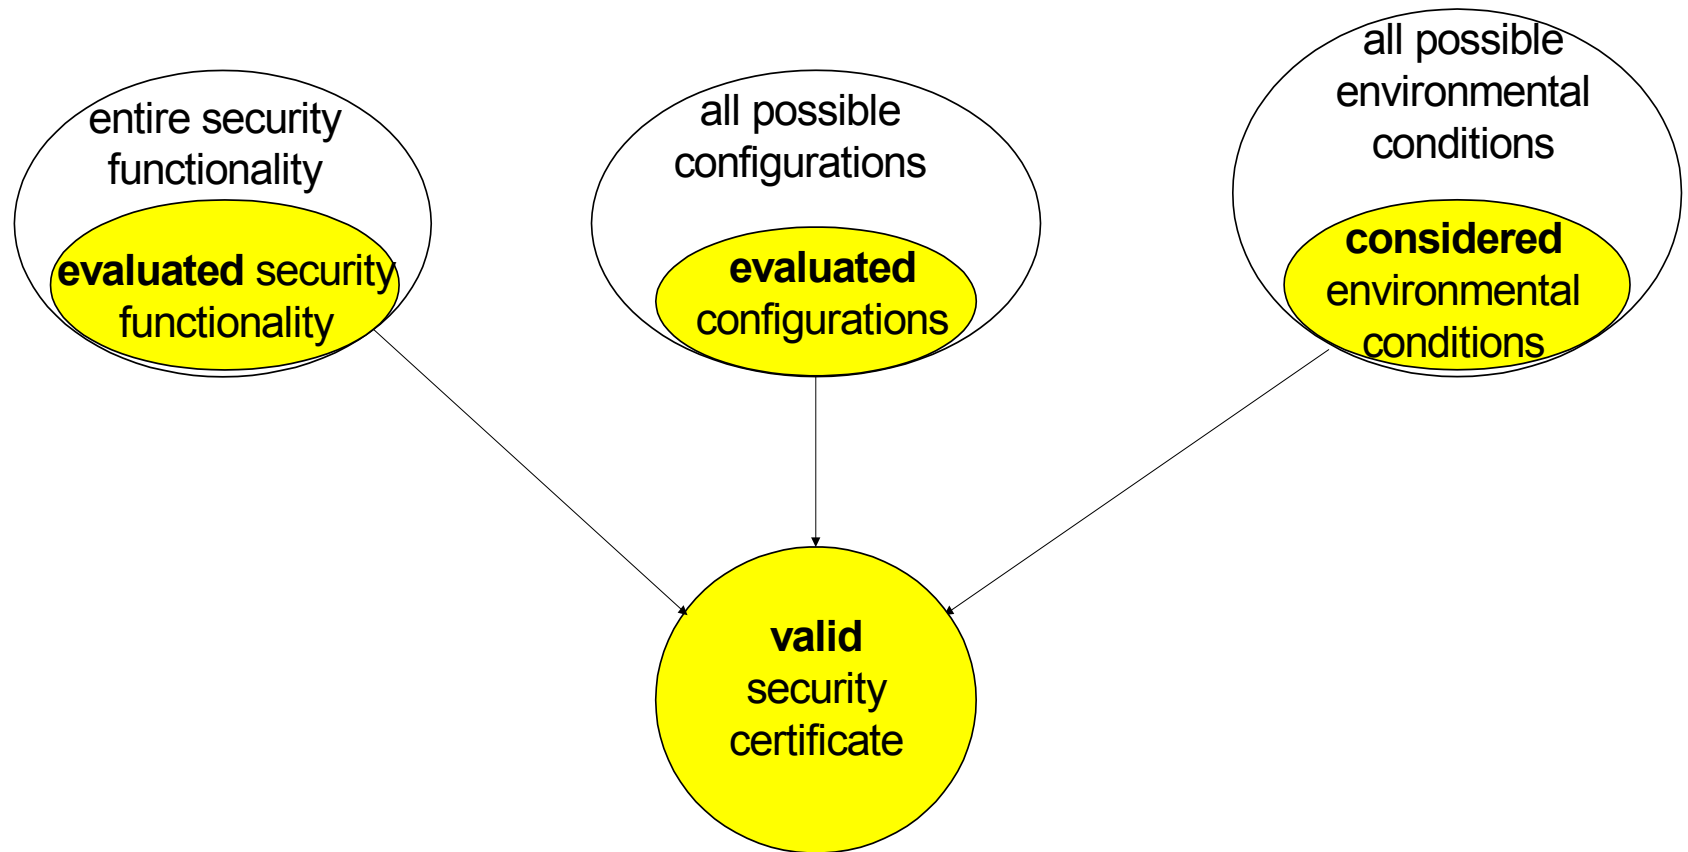 entire security
functionality
evaluated security
functionality
all possible
configurations
evaluated
configurations
all possible
environmental
conditions
considered
environmental
conditions
valid
security
certificate